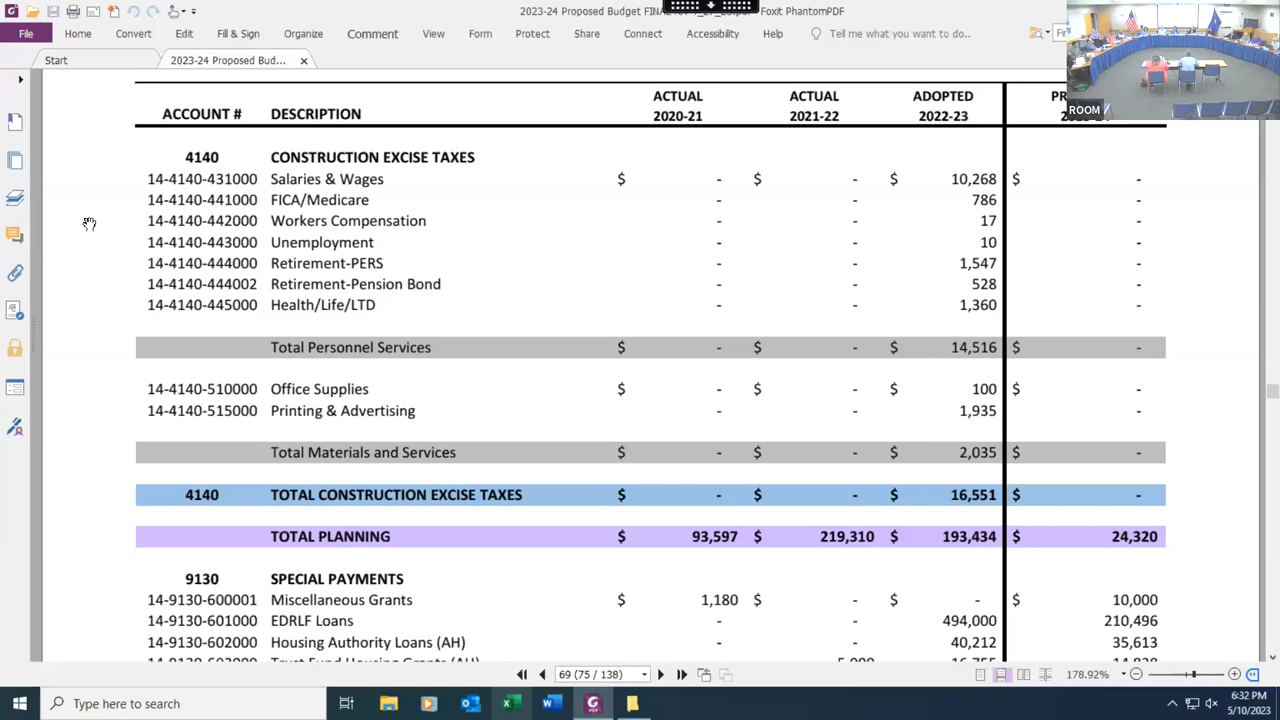 2023-24 Proposed Budget FINAL
Foxit PhantomPDF
File Home Convert Edit Fill & Sign Organize Comment View Form Protect Share Connect Accessibility Help Tell me what you want to do..
Start 2023-24 Proposed Bud...
ROOM
ACTUAL ACTUAL ADOPTED
ACCOUNT # DESCRIPTION 2020-21 2021-22 2022-23
4140 CONSTRUCTION EXCISE TAXES
14-4140-431000 Salaries & Wages $ - $ - $ 10,268 $ -
14-4140-441000 FICA/Medicare - - 786 -
14-4140-442000 Workers Compensation - - 17 -
14-4140-443000 Unemployment - - 10 -
14-4140-444000 Retirement-PERS - - 1,547 -
14-4140-444002 Retirement-Pension Bond - - 528 -
14-4140-445000 Health/Life/LTD - - 1,360 -
Total Personnel Services $ - $ - $ 14,516 $ -
14-4140-510000 Office Supplies $ - $ - $ 100 $ -
14-4140-515000 Printing & Advertising - - 1,935 -
Total Materials and Services $ - $ - $ 2,035 $ -
4140 TOTAL CONSTRUCTION EXCISE TAXES $ - $ - $ 16,551 $ -
TOTAL PLANNING $ 93,597 $ 219,310 $ 193,434 $ 24,320
9130 SPECIAL PAYMENTS
14-9130-600001 Miscellaneous Grants $ 1,180 $ - $ - $ 10,000
14-9130-601000 EDRLF Loans - - 494,000 210,496
14-9130-602000 Housing Authority Loans (AH) - - 40,212 35,613
69 (75 / 138) 178.92%
Type here to search
6:32 PM
5/10/2023